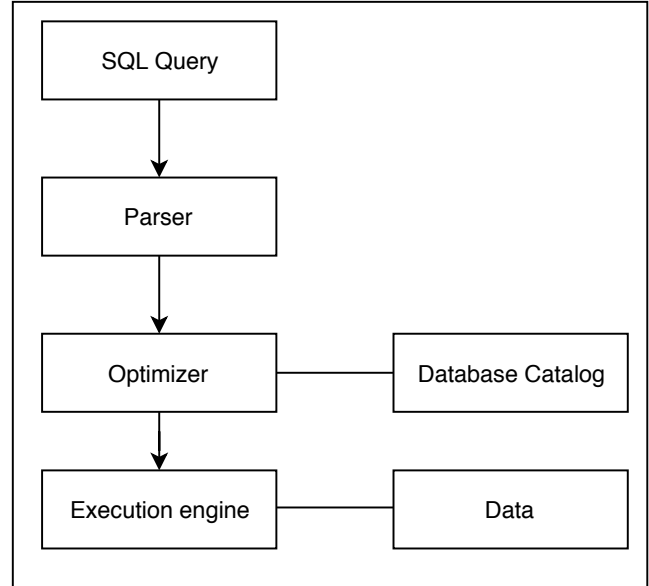 SQL Query
Parser
Optimizer
Database Catalog
Execution engine
Data